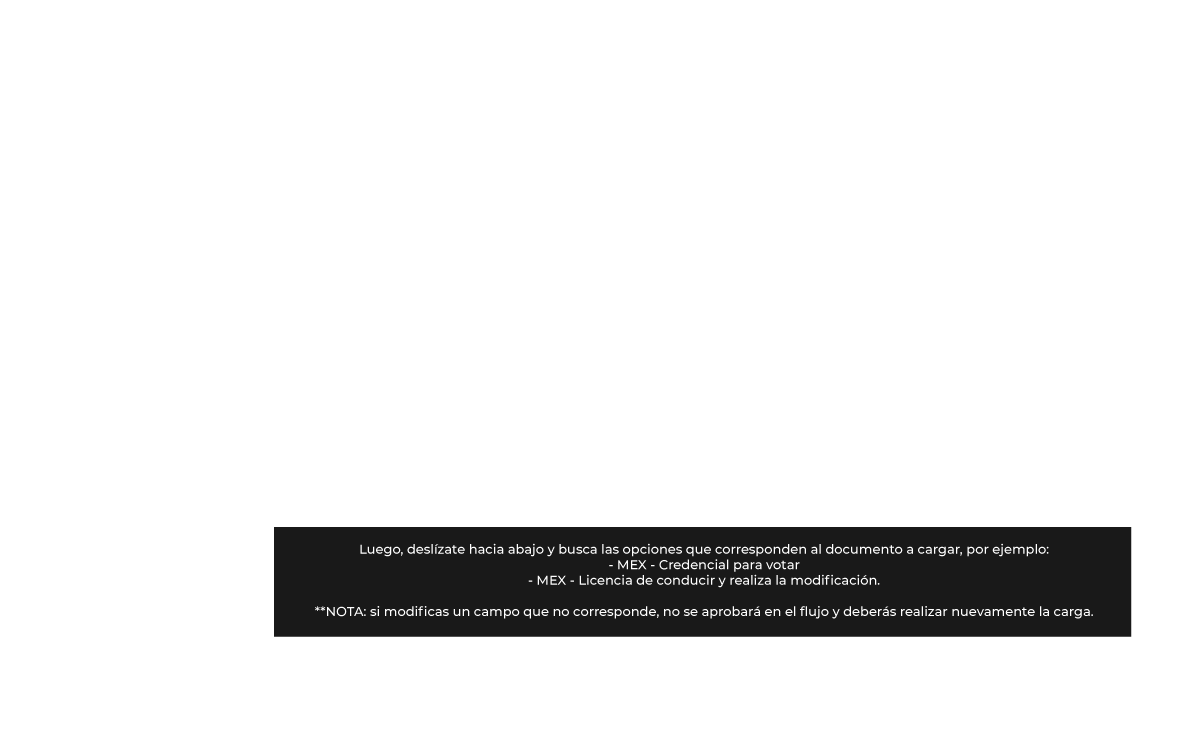 Luego, deslízate hacia abajo y busca las opciones que corresponden al documento a cargar, por ejemplo:
- MEX - Credencial para votar
- MEX - Licencia de conducir y realiza la modificación.
**NOTA: si modificas un campo que no corresponde, no se aprobará en el flujo y deberás realizar nuevamente la carga.